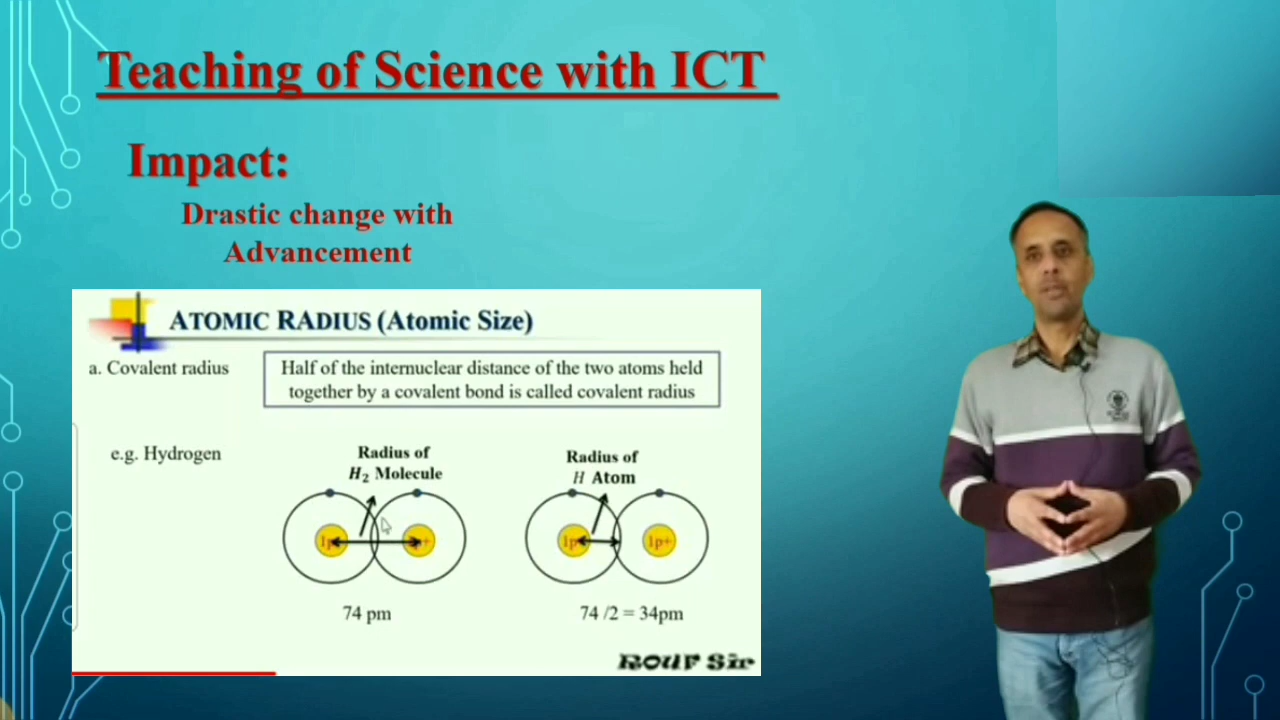 Teaching of Science with ICT
Impact:
Drastic change with
Advancement
ATOMIC RADIUS (Atomic Size)
a. Covalent radius
Half of the internuclear distance of the two atoms held
together by a covalent bond is called covalent radius
e.g. Hydrogen
Radius of
H₂ Molecule
Radius of
H Atom
1p+
1p+
74 pm
74 /2 = 34pm
ROUF Sir